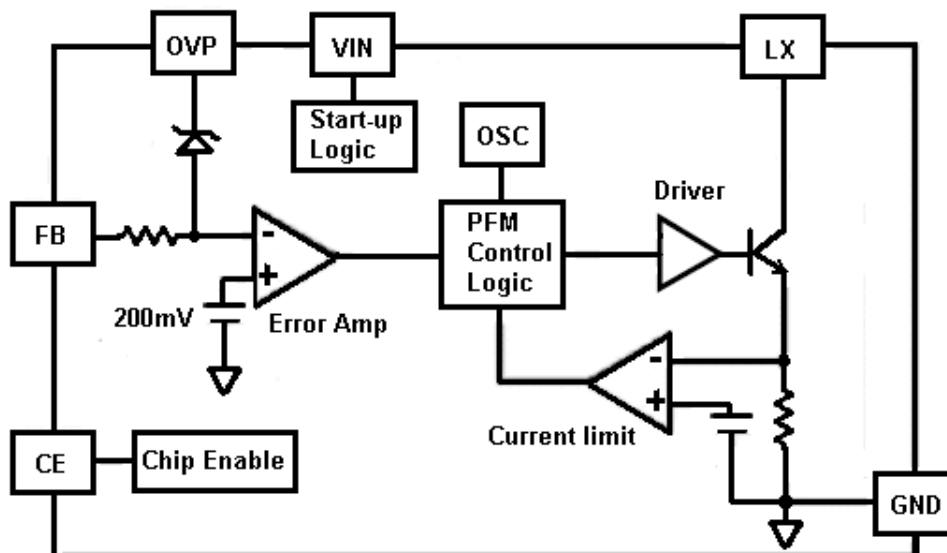 OVP
VIN
LX
Start-up
Logic
OSC
Driver
FB
PFM
Control
Logic
-
+
200mV
Error Amp
-
+
Current limit
CE
Chip Enable
GND